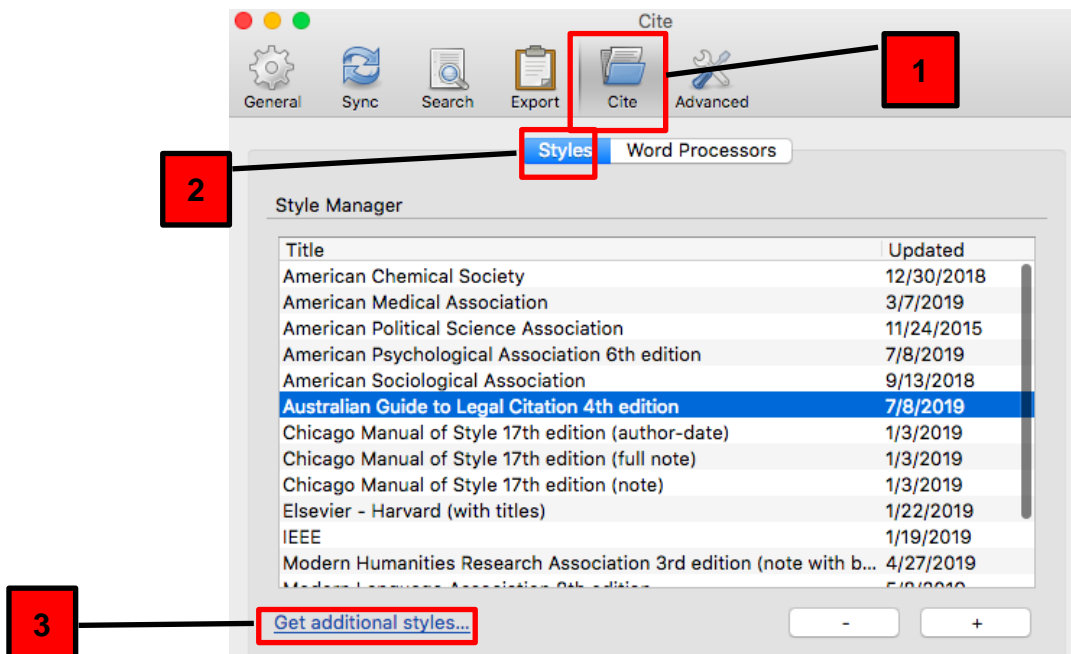 Cite
1
General Sync Search Export Cite Advanced
Styles Word Processors
2
Style Manager
Title Updated
American Chemical Society 12/30/2018
American Medical Association 3/7/2019
American Political Science Association 11/24/2015
American Psychological Association 6th edition 7/8/2019
American Sociological Association 9/13/2018
Australian Guide to Legal Citation 4th edition 7/8/2019
Chicago Manual of Style 17th edition (author-date) 1/3/2019
Chicago Manual of Style 17th edition (full note) 1/3/2019
Chicago Manual of Style 17th edition (note) 1/3/2019
Elsevier - Harvard (with titles) 1/22/2019
IEEE 1/19/2019
Modern Humanities Research Association 3rd edition (note with b... 4/27/2019
Modern Language Association 8th edition
3
Get additional styles... - +